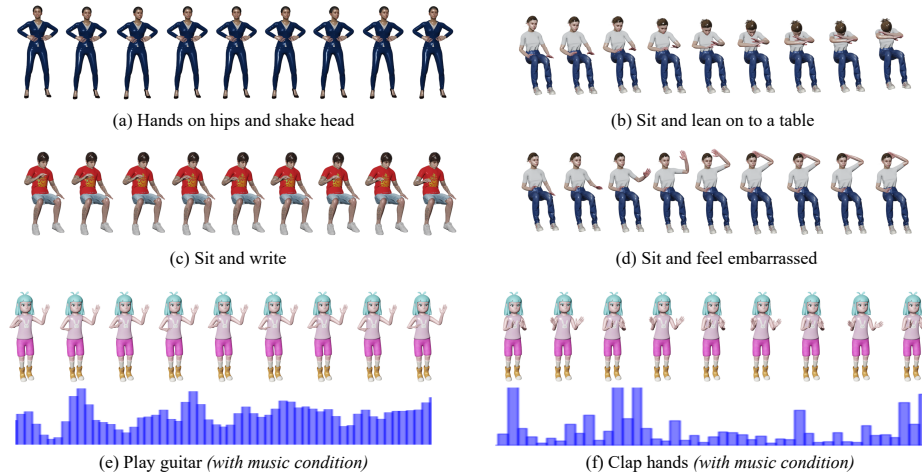 (a) Hands on hips and shake head
(b) Sit and lean on to a table
(c) Sit and write
(d) Sit and feel embarrassed
(e) Play guitar (with music condition)
(f) Clap hands (with music condition)